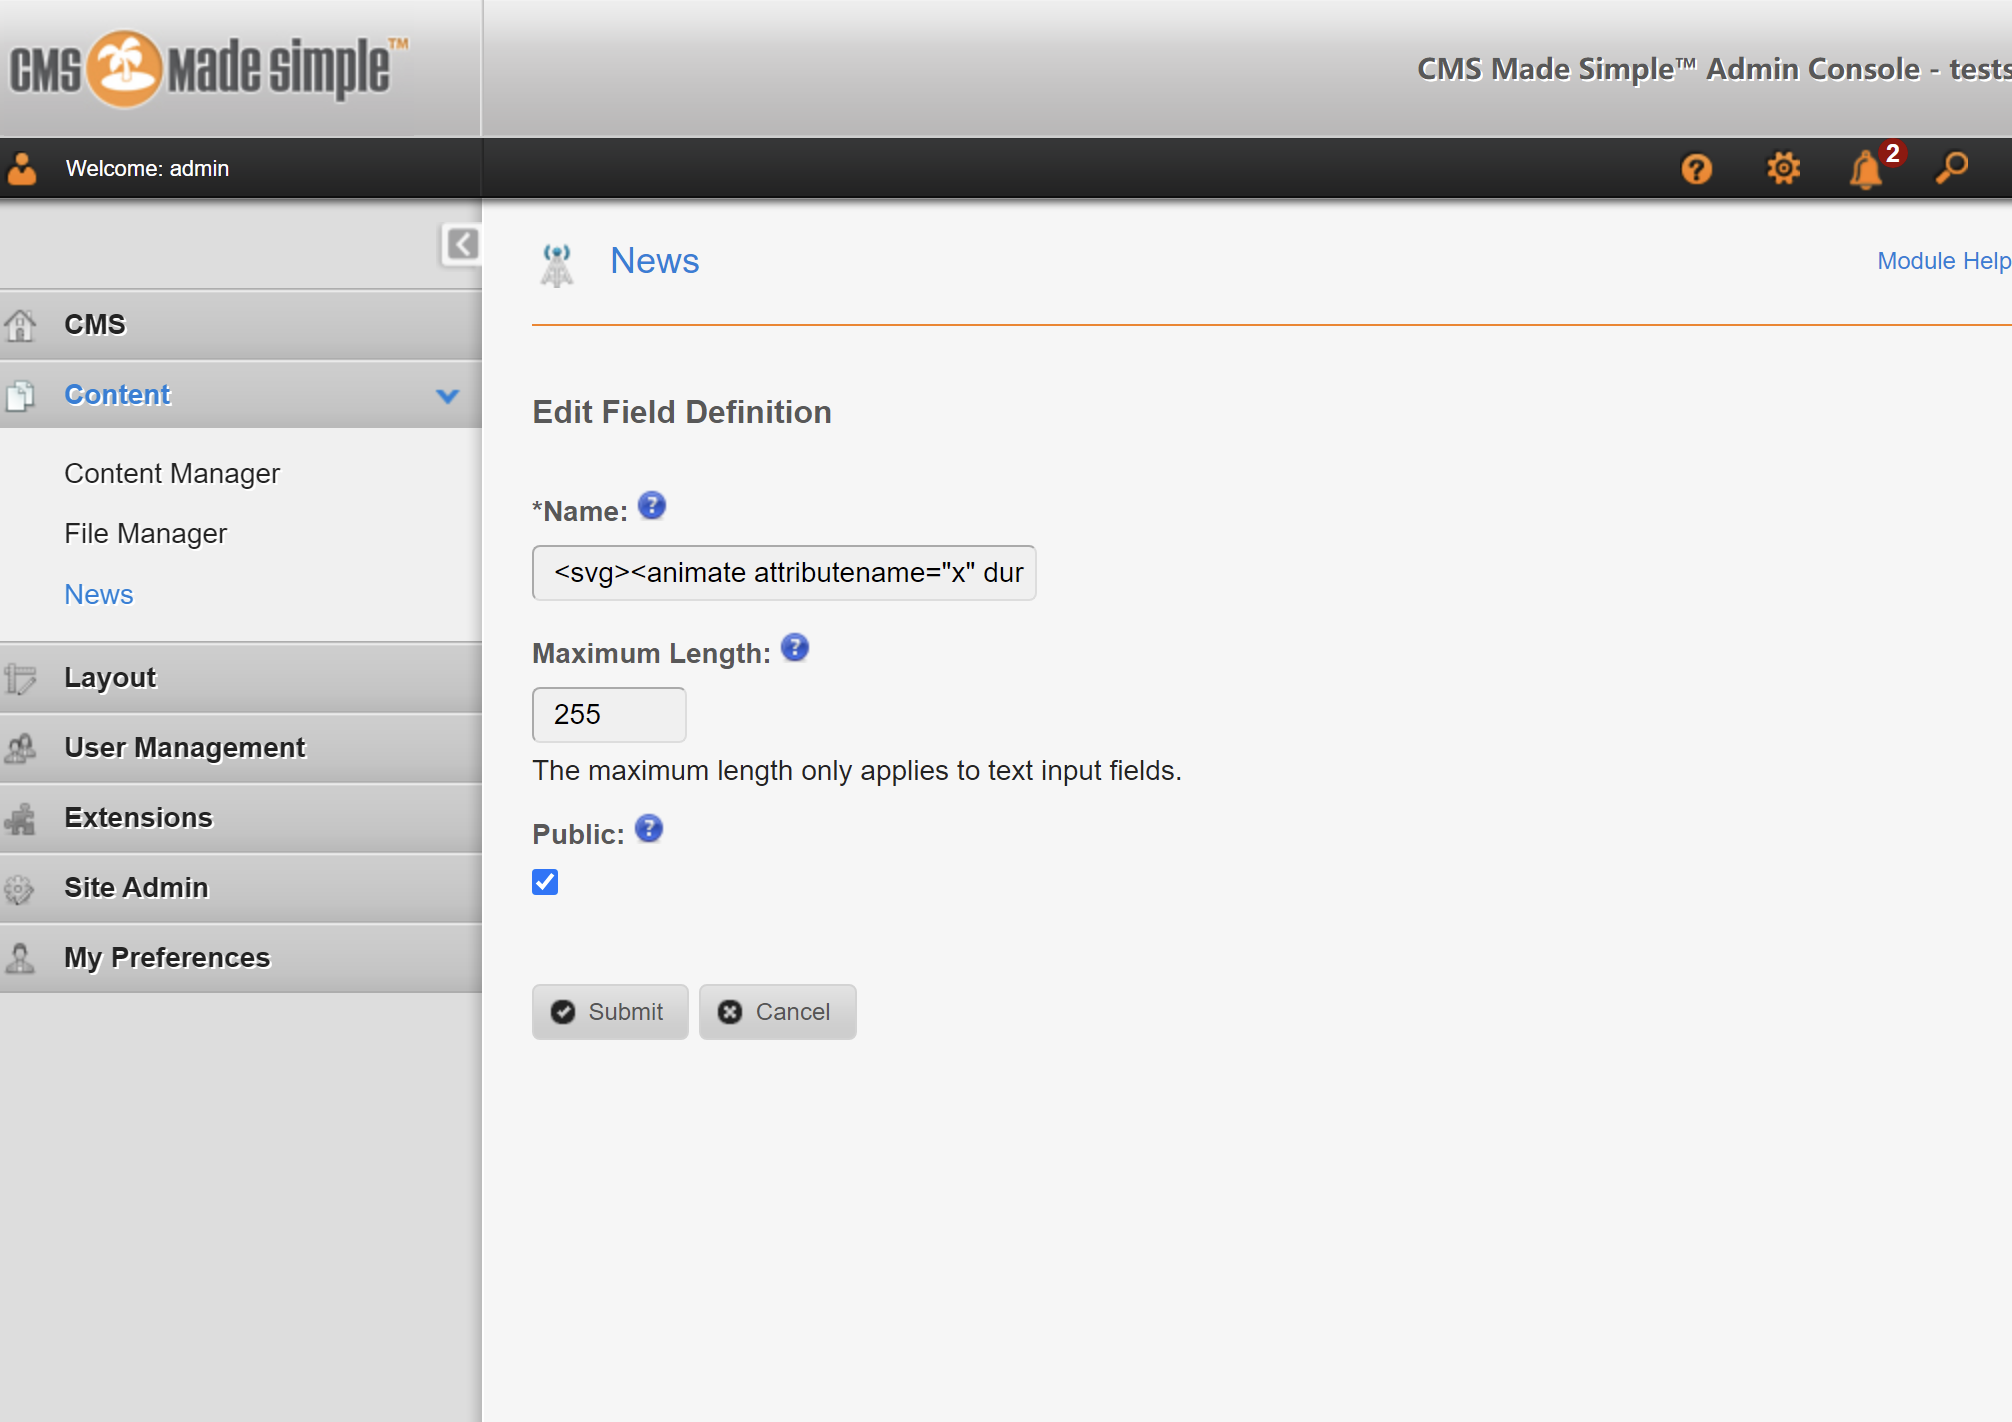 CMS made simple™
CMS Made Simple™ Admin Console - tests
Welcome: admin
2
News
Module Help
CMS
Content
Content Manager
File Manager
News
Layout
User Management
Extensions
Site Admin
My Preferences
Edit Field Definition
*Name:
<svg><animate attributename="x" dur
Maximum Length:
255
The maximum length only applies to text input fields.
Public:
Submit
Cancel